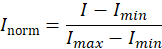 I_norm = (I − I_min) / (I_max − I_min)